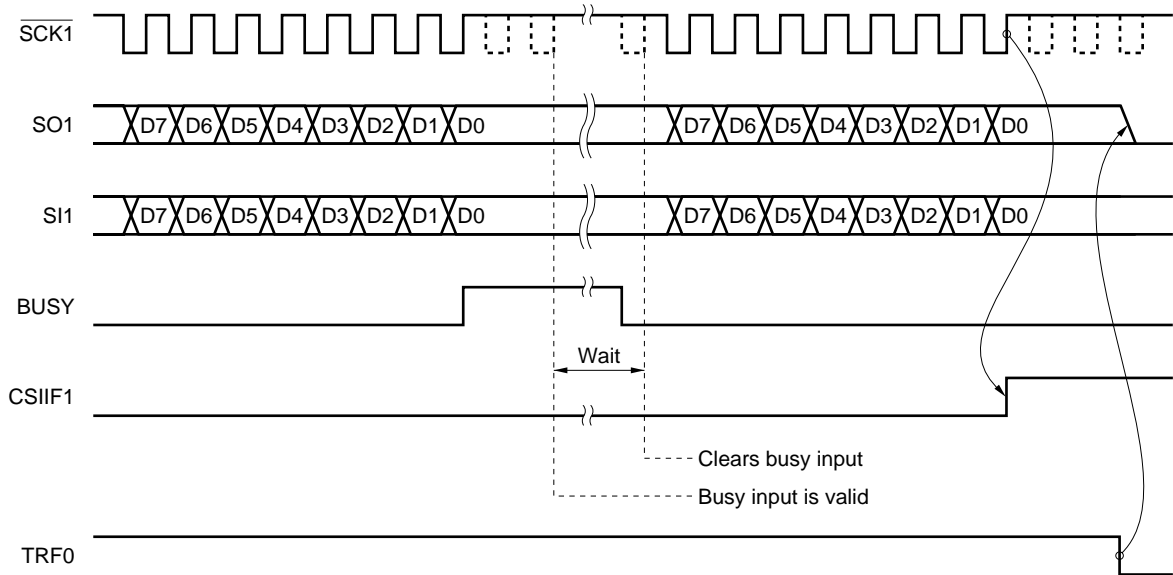 SCK1
SO1 D7 D6 D5 D4 D3 D2 D1 D0 D7 D6 D5 D4 D3 D2 D1 D0
SI1 D7 D6 D5 D4 D3 D2 D1 D0 D7 D6 D5 D4 D3 D2 D1 D0
BUSY
Wait
CSIIF1
Clears busy input
Busy input is valid
TRF0